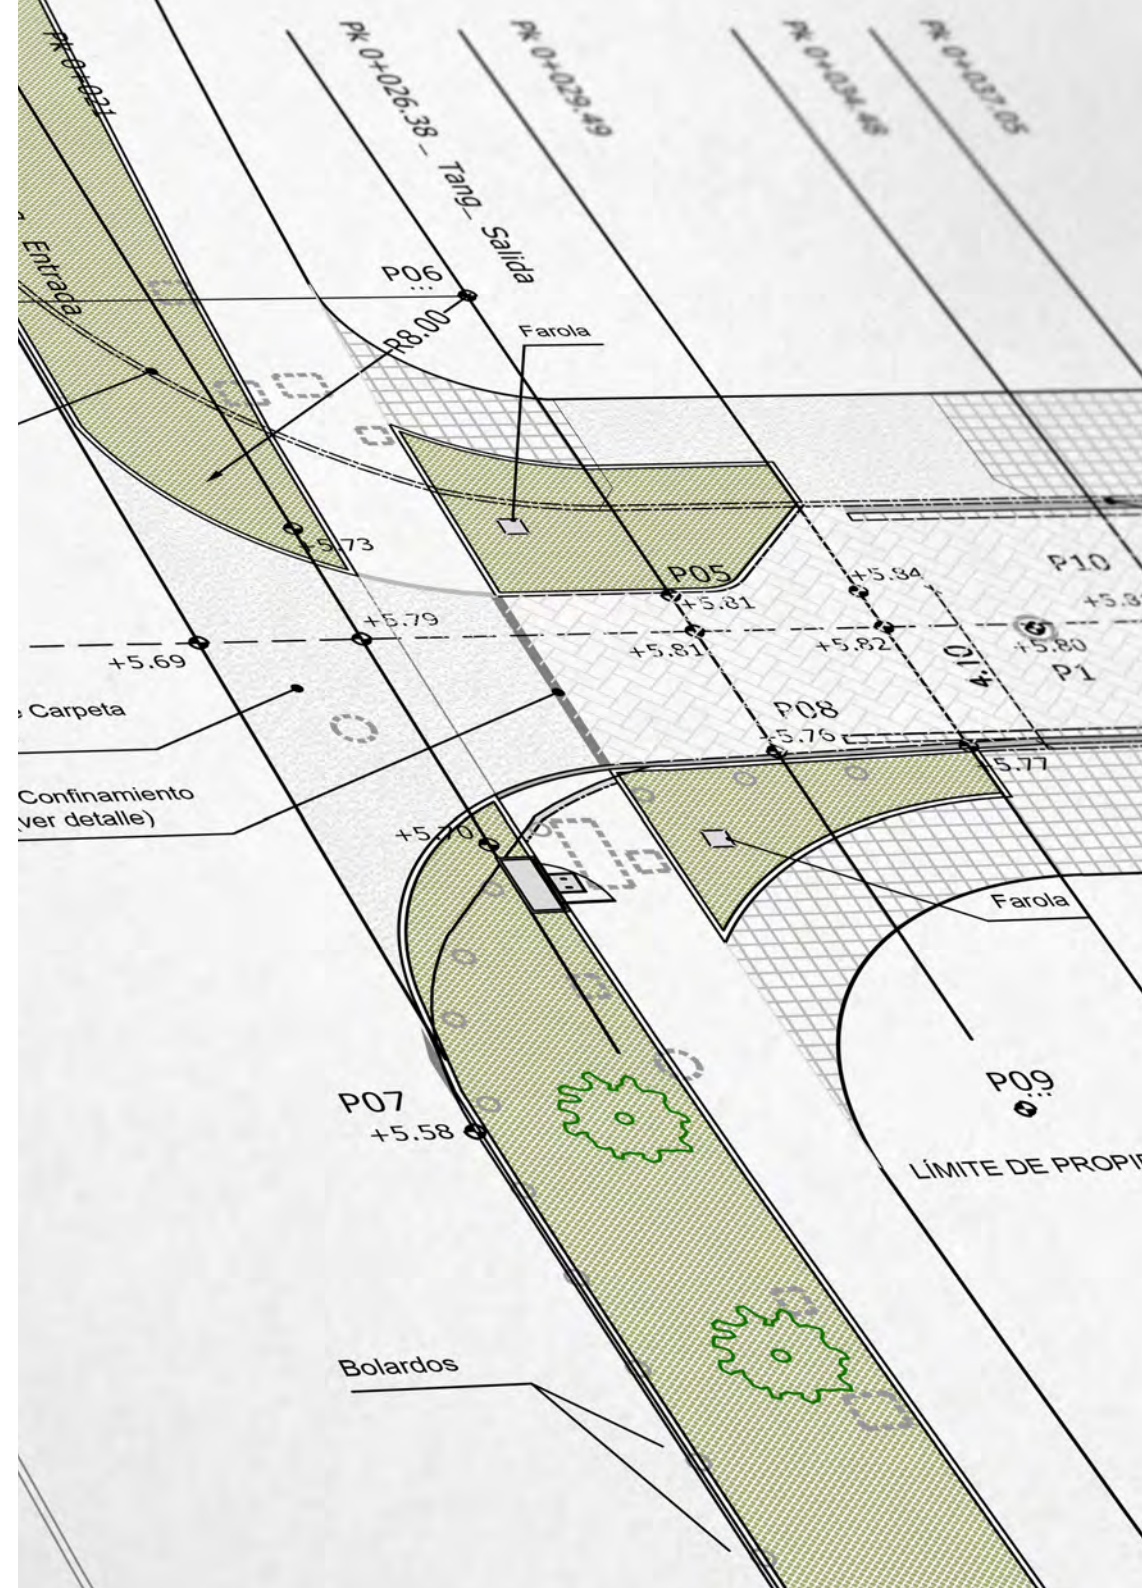 Pk 0+021
Pk 0+026.38 _ Tang_ Salida
Pk 0+029.49
Pk 0+034.48
Pk 0+037.05
Entrada
P06
R8.00
Farola
+5.73
P05
+5.81
+5.84
P10
+5.79
+5.81
+5.82
+5.80
P1
4.10
+5.69
Carpeta
P08
+5.76
+5.77
Confinamiento
(ver detalle)
+5.70
Farola
P07
+5.58
P09
LÍMITE DE PROPI
Bolardos